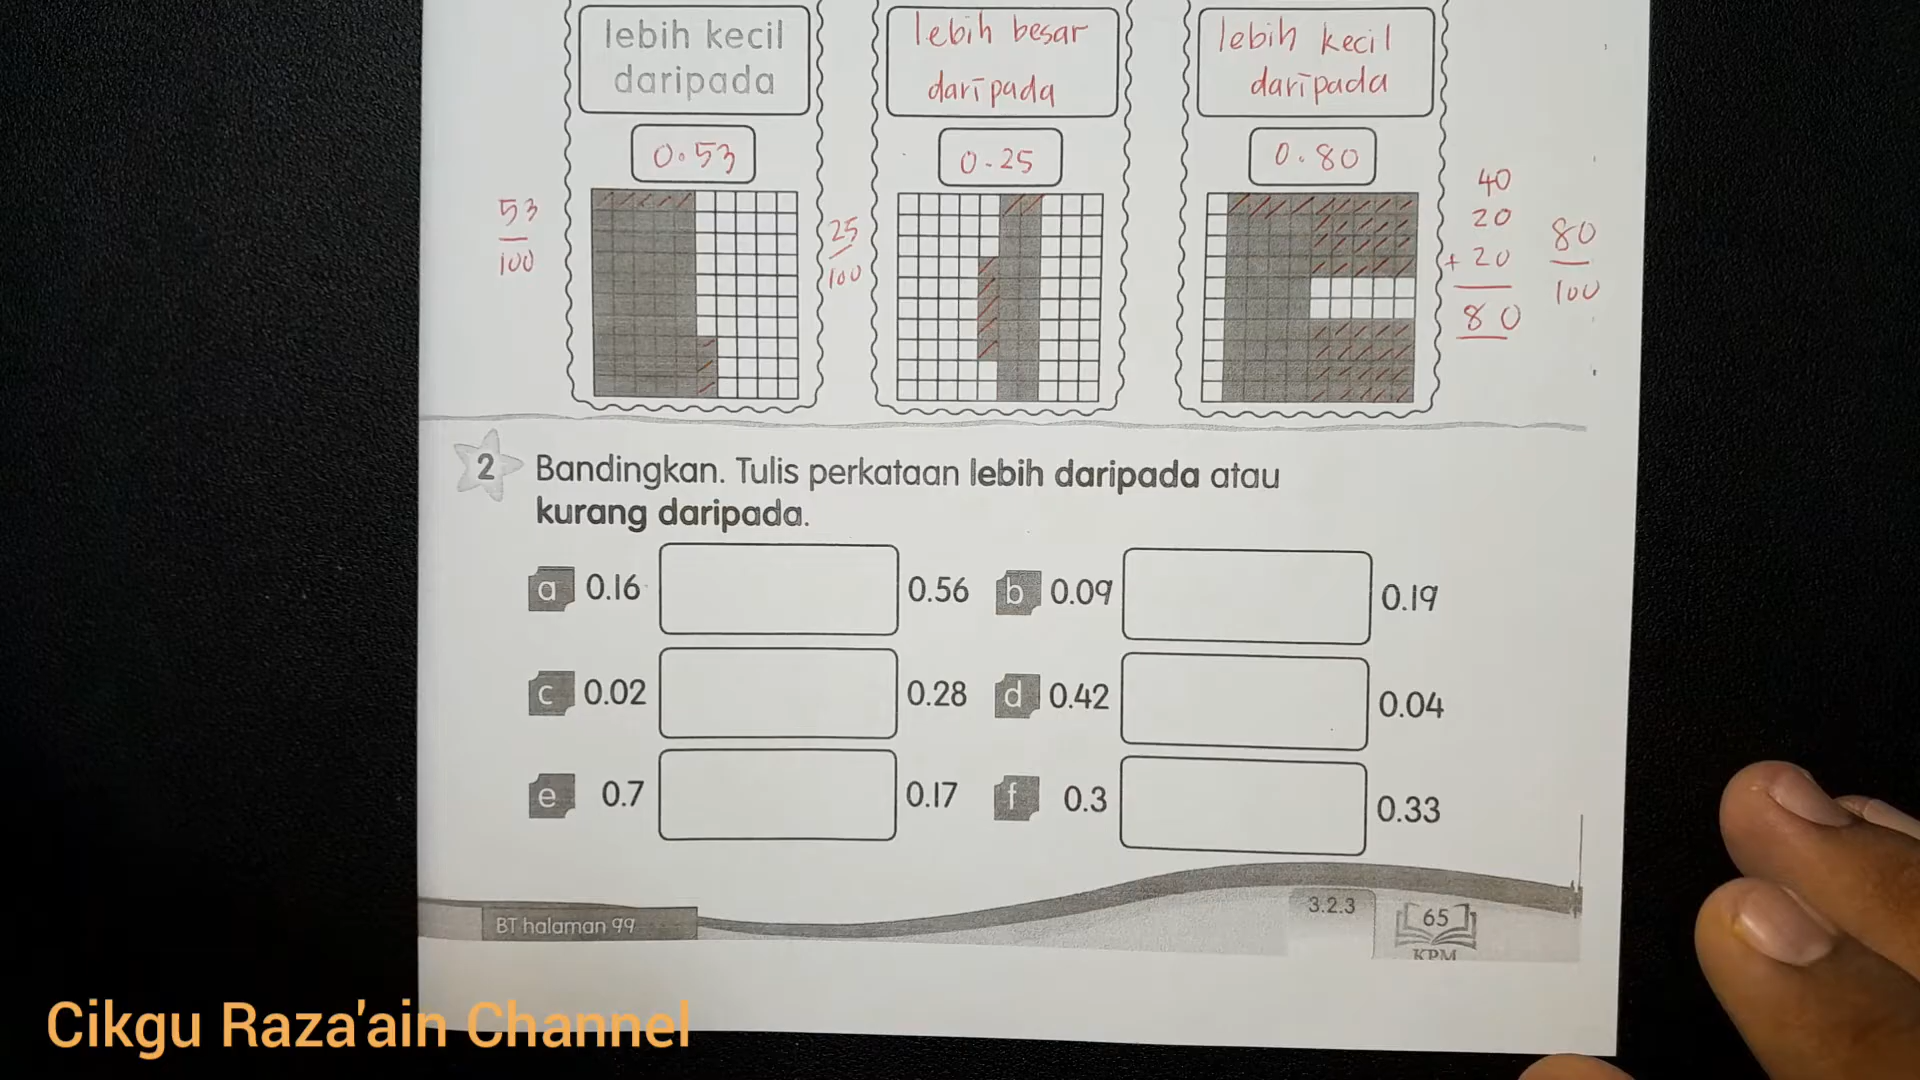 lebih kecil
daripada
lebih besar
daripada
lebih kecil
daripada
0.53
0.25
0.80
53
100
25
100
40
20
+ 20
80
80
100
2 Bandingkan. Tulis perkataan lebih daripada atau
kurang daripada.
a 0.16 0.56 b 0.09 0.19
c 0.02 0.28 d 0.42 0.04
e 0.7 0.17 f 0.3 0.33
BT halaman 99
3.2.3
65
KPM
Cikgu Raza'ain Channel